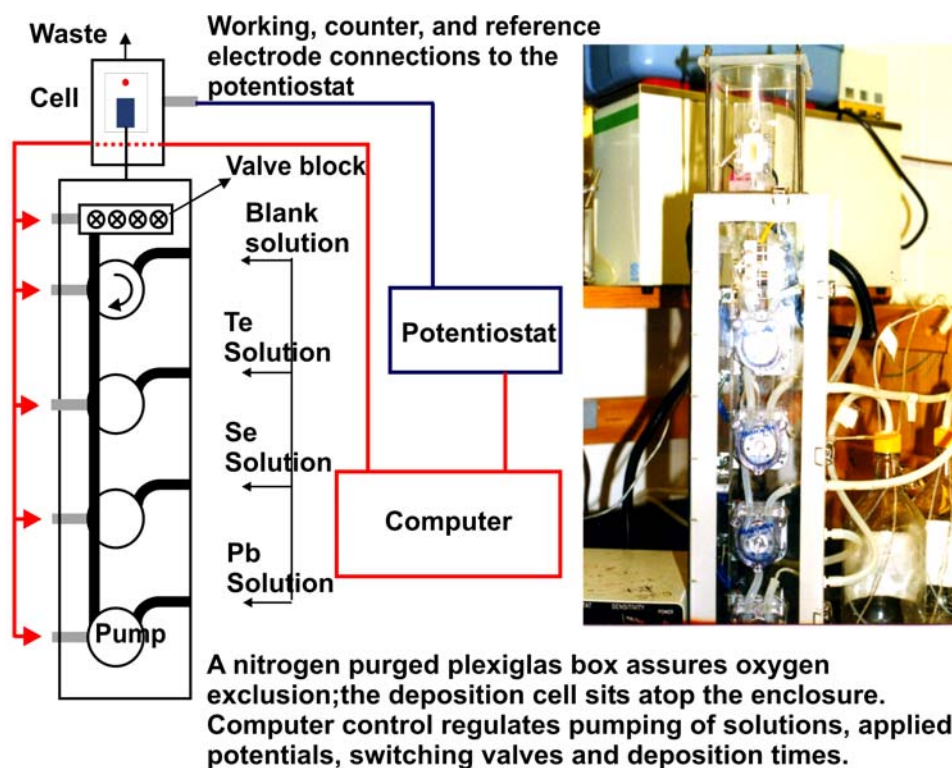 Waste
Working, counter, and reference
electrode connections to the
potentiostat
Cell
Valve block
Blank
solution
Te
Solution
Potentiostat
Se
Solution
Computer
Pb
Solution
Pump
SENSITIVITY
POWER
A nitrogen purged plexiglas box assures oxygen
exclusion;the deposition cell sits atop the enclosure.
Computer control regulates pumping of solutions, applied
potentials, switching valves and deposition times.